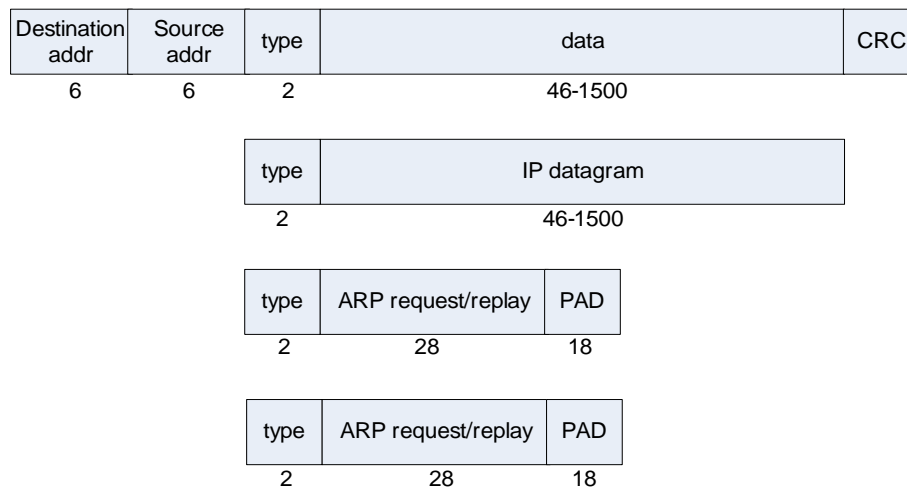 Destination addr
Source addr
type
data
CRC
6
6
2
46-1500
type
IP datagram
2
46-1500
type
ARP request/replay
PAD
2
28
18
type
ARP request/replay
PAD
2
28
18